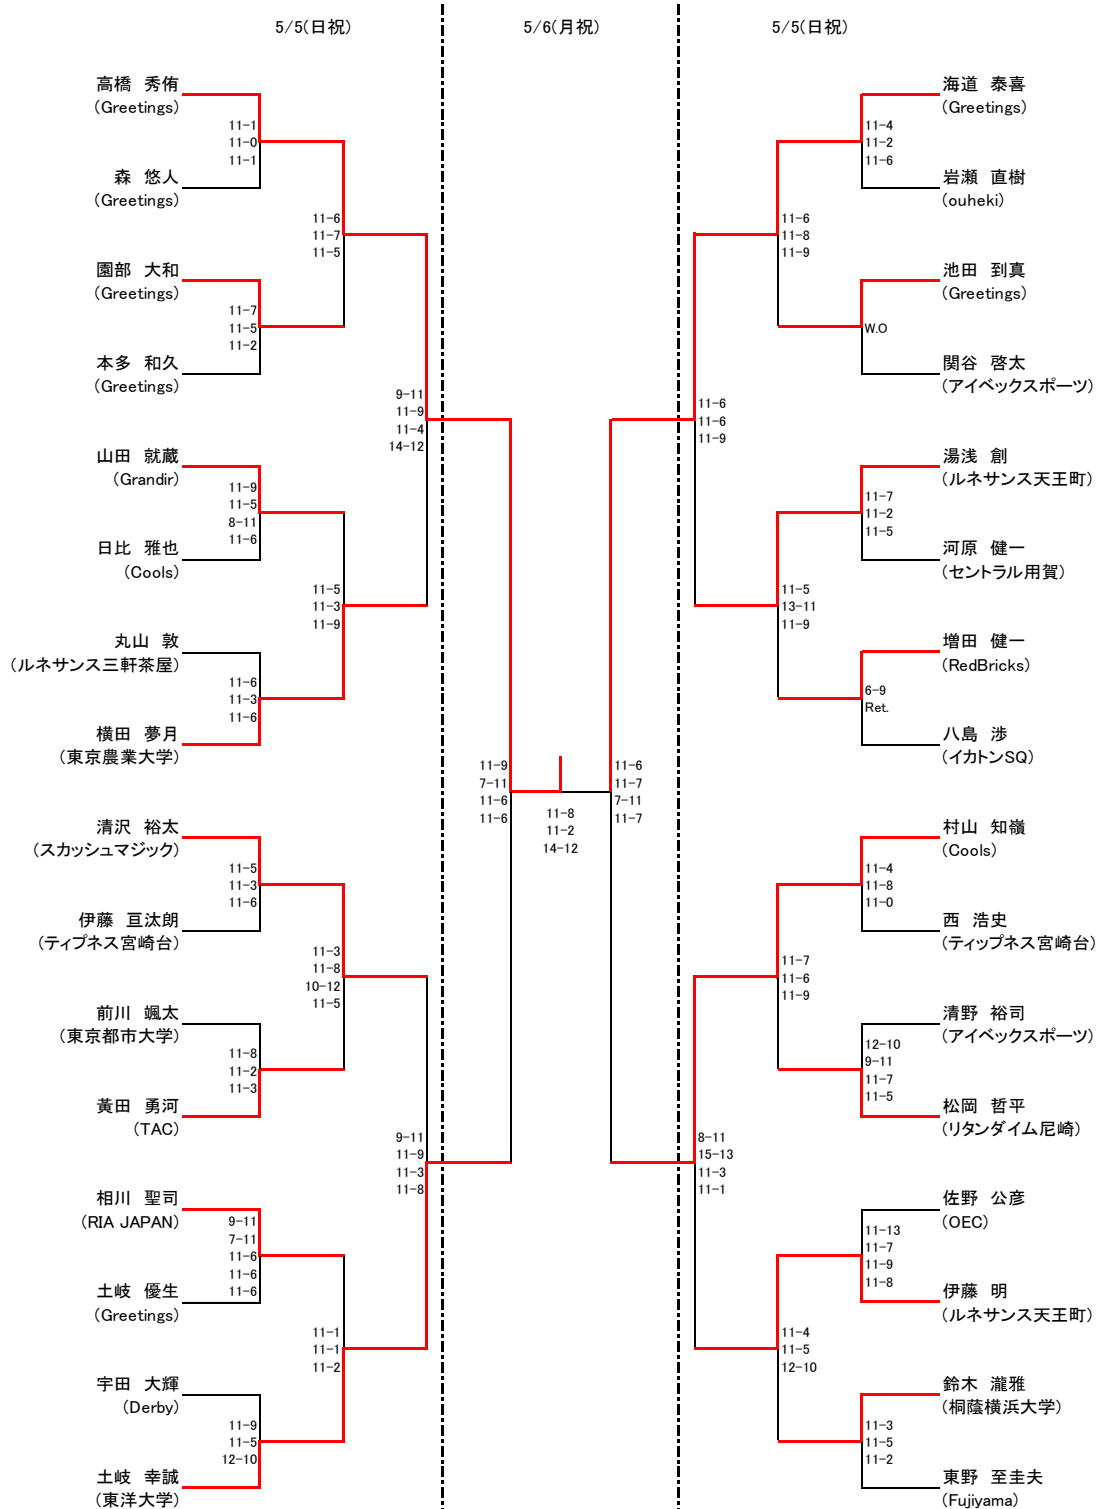 5/5(日祝)
5/6(月祝)
5/5(日祝)
高橋 秀侑
(Greetings)
11-1
11-0
11-1
森 悠人
(Greetings)
11-6
11-7
11-5
園部 大和
(Greetings)
11-7
11-5
11-2
本多 和久
(Greetings)
9-11
11-9
11-4
14-12
山田 就蔵
(Grandir)
11-9
11-5
8-11
11-6
日比 雅也
(Cools)
11-5
11-3
11-9
丸山 敦
(ルネサンス三軒茶屋)
11-6
11-3
11-6
横田 夢月
(東京農業大学)
11-9
7-11
11-6
11-6
清沢 裕太
(スカッシュマジック)
11-5
11-3
11-6
伊藤 亘汰朗
(ティプネス宮崎台)
11-3
11-8
10-12
11-5
前川 颯太
(東京都市大学)
11-8
11-2
11-3
黃田 勇河
(TAC)
9-11
11-9
11-3
11-8
相川 聖司
(RIA JAPAN)
9-11
7-11
11-6
11-6
11-6
土岐 優生
(Greetings)
11-1
11-1
11-2
宇田 大輝
(Derby)
11-9
11-5
12-10
土岐 幸誠
(東洋大学)
11-8
11-2
14-12
海道 泰喜
(Greetings)
11-4
11-2
11-6
岩瀬 直樹
(ouheki)
11-6
11-8
11-9
池田 到真
(Greetings)
W.O
関谷 啓太
(アイベックスポーツ)
11-6
11-6
11-9
湯浅 創
(ルネサンス天王町)
11-7
11-2
11-5
河原 健一
(セントラル用賀)
11-5
13-11
11-9
増田 健一
(RedBricks)
6-9
Ret.
八島 渉
(イカトンSQ)
11-6
11-7
7-11
11-7
村山 知嶺
(Cools)
11-4
11-8
11-0
西 浩史
(ティップネス宮崎台)
11-7
11-6
11-9
清野 裕司
(アイベックスポーツ)
12-10
9-11
11-7
11-5
松岡 哲平
(リタンダイム尼崎)
8-11
15-13
11-3
11-1
佐野 公彦
(OEC)
11-13
11-7
11-9
11-8
伊藤 明
(ルネサンス天王町)
11-4
11-5
12-10
鈴木 瀧雅
(桐蔭横浜大学)
11-3
11-5
11-2
東野 至圭夫
(Fujiyama)